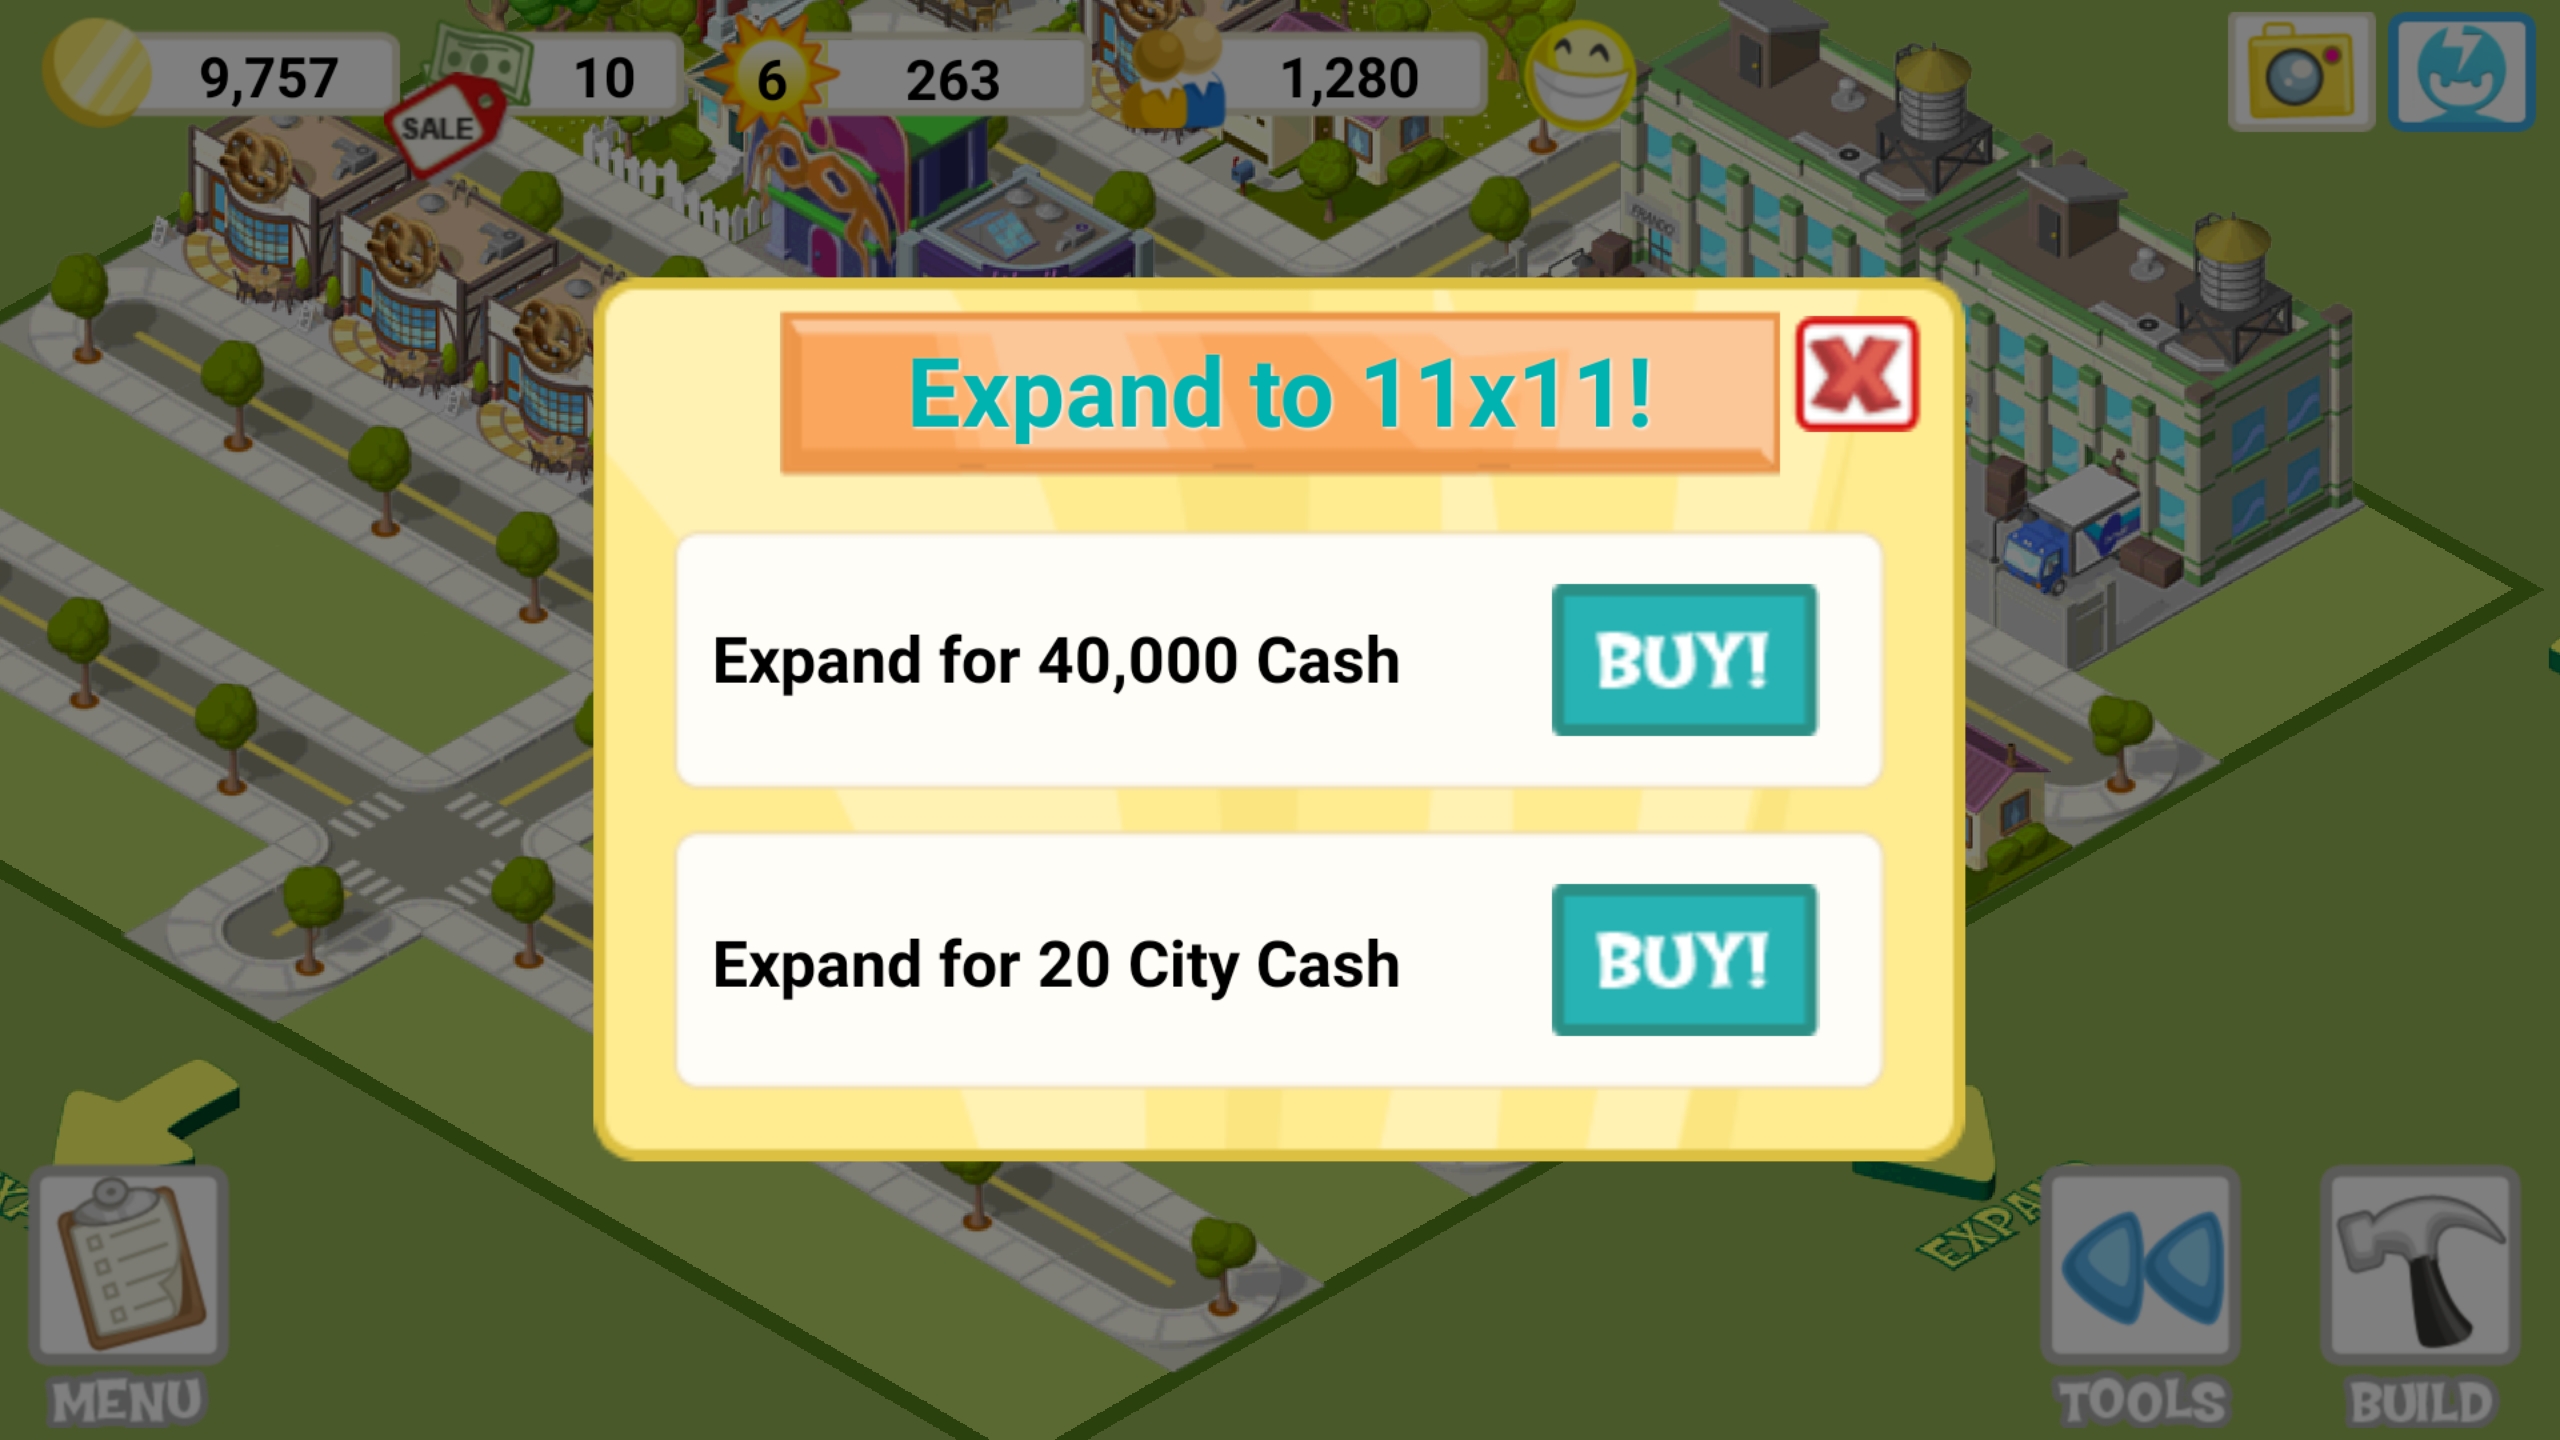 9,757
10
6
263
1,280
SALE
Expand to 11x11!
X
Expand for 40,000 Cash
BUY!
Expand for 20 City Cash
BUY!
MENU
TOOLS
BUILD